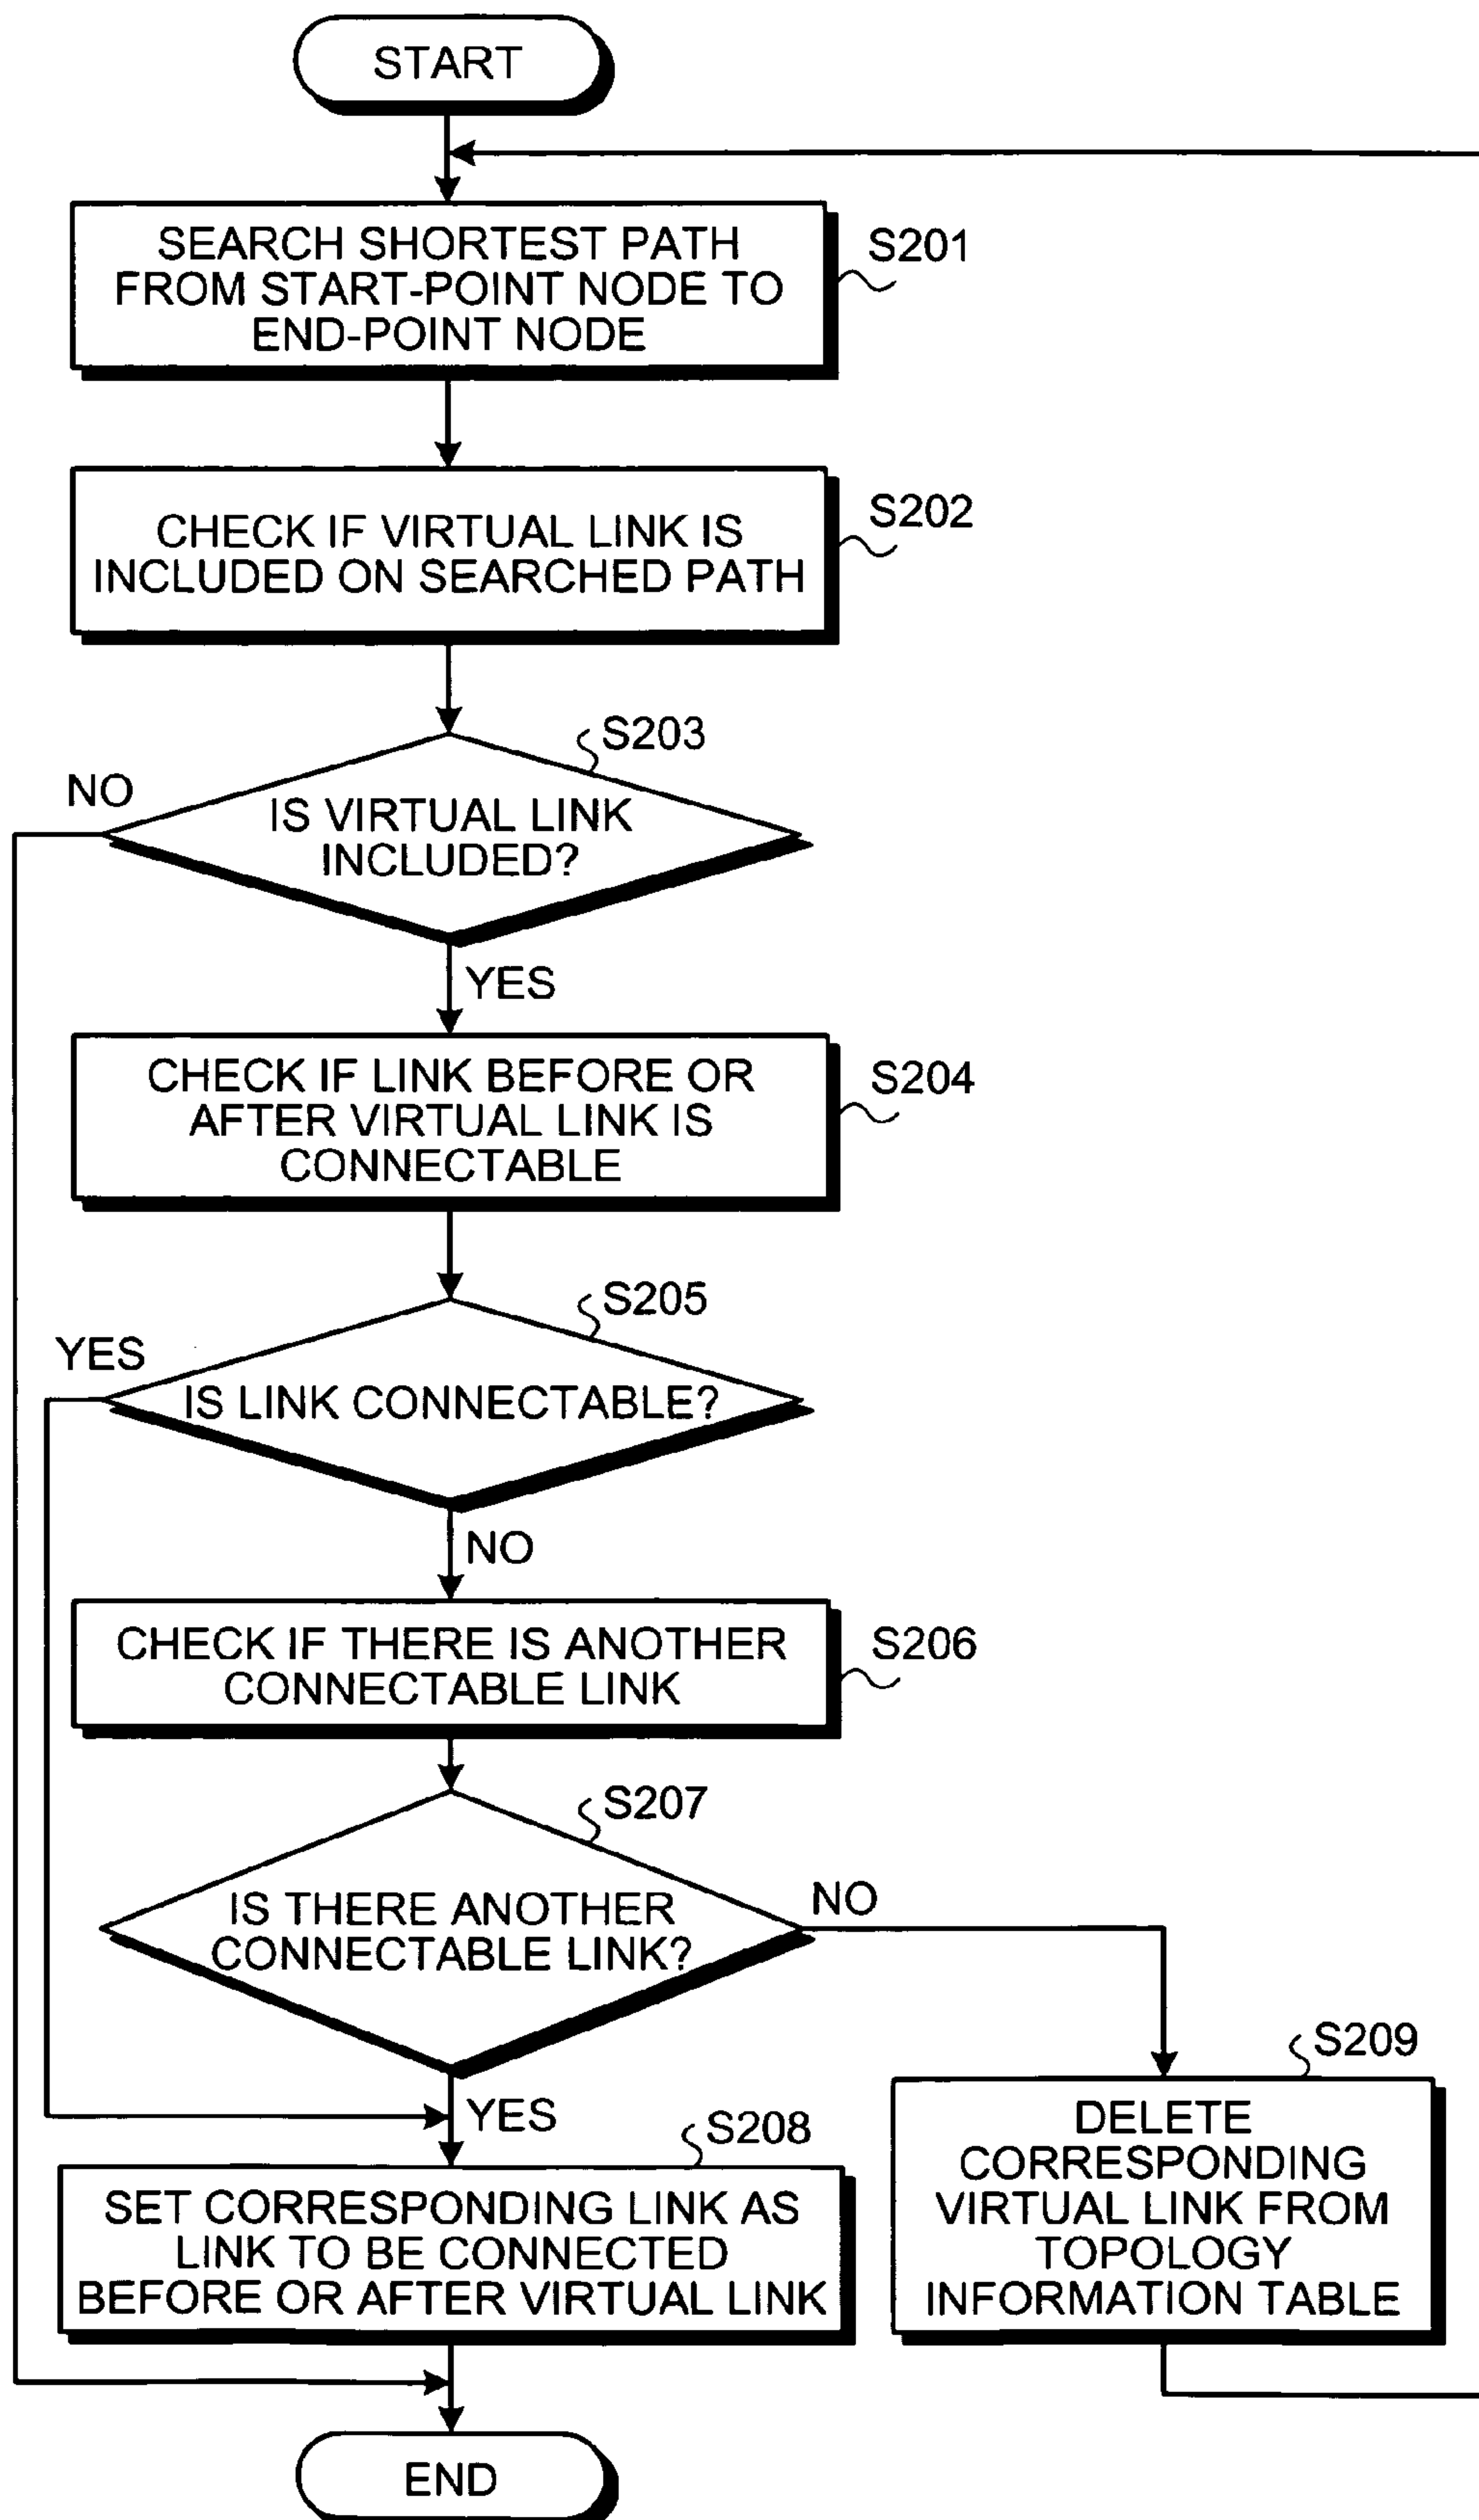 START
SEARCH SHORTEST PATH
FROM START-POINT NODE TO
END-POINT NODE
S201
CHECK IF VIRTUAL LINK IS
INCLUDED ON SEARCHED PATH
S202
S203
NO
IS VIRTUAL LINK
INCLUDED?
YES
CHECK IF LINK BEFORE OR
AFTER VIRTUAL LINK IS
CONNECTABLE
S204
S205
YES
IS LINK CONNECTABLE?
NO
CHECK IF THERE IS ANOTHER
CONNECTABLE LINK
S206
S207
IS THERE ANOTHER
CONNECTABLE LINK?
NO
YES
S208
SET CORRESPONDING LINK AS
LINK TO BE CONNECTED
BEFORE OR AFTER VIRTUAL LINK
S209
DELETE
CORRESPONDING
VIRTUAL LINK FROM
TOPOLOGY
INFORMATION TABLE
END